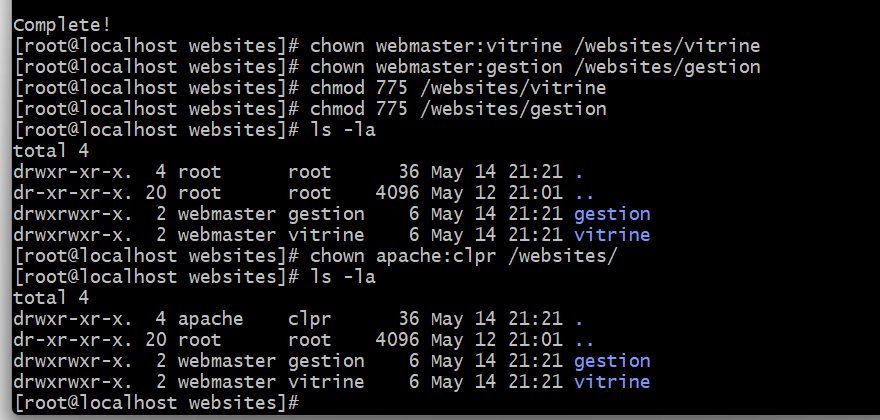 Complete!
[root@localhost websites]# chown webmaster:vitrine /websites/vitrine
[root@localhost websites]# chown webmaster:gestion /websites/gestion
[root@localhost websites]# chmod 775 /websites/vitrine
[root@localhost websites]# chmod 775 /websites/gestion
[root@localhost websites]# ls -la
total 4
drwxr-xr-x.  4 root      root      36 May 14 21:21 .
dr-xr-xr-x. 20 root      root    4096 May 12 21:01 ..
drwxrwxr-x.  2 webmaster gestion    6 May 14 21:21 gestion
drwxrwxr-x.  2 webmaster vitrine    6 May 14 21:21 vitrine
[root@localhost websites]# chown apache:clpr /websites/
[root@localhost websites]# ls -la
total 4
drwxr-xr-x.  4 apache    clpr      36 May 14 21:21 .
dr-xr-xr-x. 20 root      root    4096 May 12 21:01 ..
drwxrwxr-x.  2 webmaster gestion    6 May 14 21:21 gestion
drwxrwxr-x.  2 webmaster vitrine    6 May 14 21:21 vitrine
[root@localhost websites]#